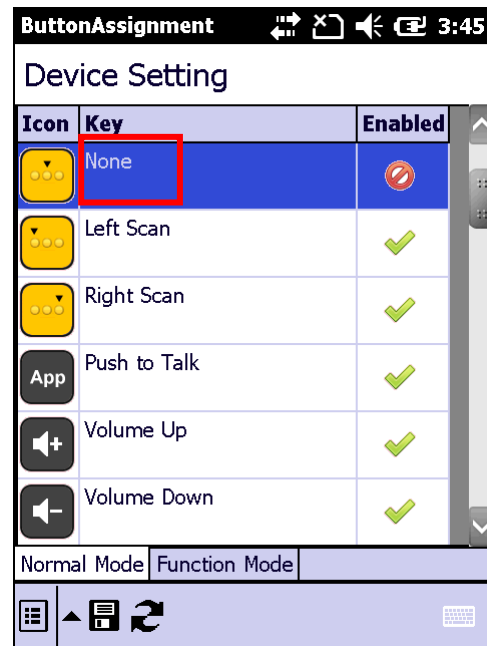 ButtonAssignment 3:45
Device Setting
Icon Key Enabled
None
Left Scan
Right Scan
App Push to Talk
Volume Up
Volume Down
Normal Mode Function Mode